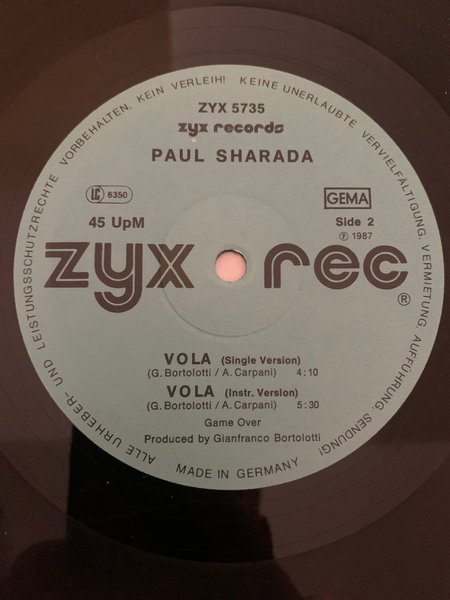 ALLE URHEBER- UND LEISTUNGSSCHUTZRECHTE VORBEHALTEN. KEIN VERLEIH! KEINE UNERLAUBTE VERVIELFÄLTIGUNG, VERMIETUNG, AUFFÜHRUNG, SENDUNG!
ZYX 5735
zyx records
PAUL SHARADA
LC 6350
GEMA
45 UpM
Side 2
Ⓟ 1987
zyx rec
®
VOLA (Single Version)
(G. Bortolotti / A. Carpani) 4:10
VOLA (Instr. Version)
(G. Bortolotti / A. Carpani) 5:30
Game Over
Produced by Gianfranco Bortolotti
· MADE IN GERMANY ·